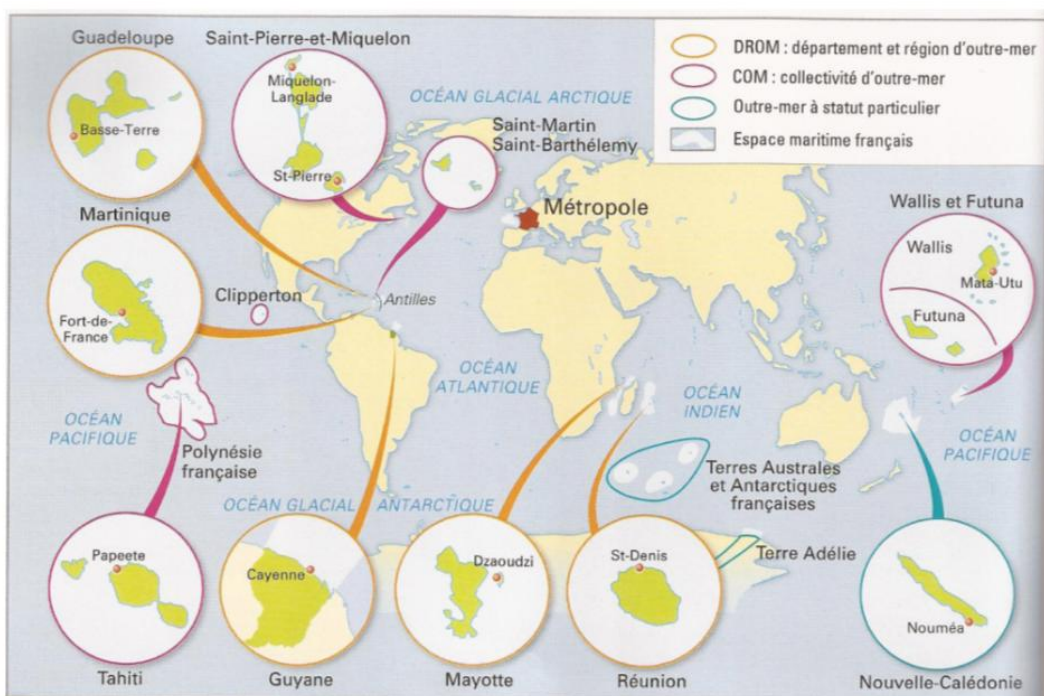 Guadeloupe
Basse-Terre
Saint-Pierre-et-Miquelon
Miquelon-
Langlade
St-Pierre
OCÉAN GLACIAL ARCTIQUE
Saint-Martin
Saint-Barthélemy
DROM : département et région d'outre-mer
COM : collectivité d'outre-mer
Outre-mer à statut particulier
Espace maritime français
Martinique
Fort-de-
France
Clipperton
Antilles
Métropole
Wallis et Futuna
Wallis
Mata-Utu
Futuna
OCÉAN
PACIFIQUE
Polynésie
française
OCÉAN
ATLANTIQUE
OCÉAN
INDIEN
OCÉAN
PACIFIQUE
Terres Australes
et Antarctiques
françaises
OCÉAN GLACIAL ANTARCTIQUE
Terre Adélie
Papeete
Tahiti
Cayenne
Guyane
Dzaoudzi
Mayotte
St-Denis
Réunion
Nouméa
Nouvelle-Calédonie